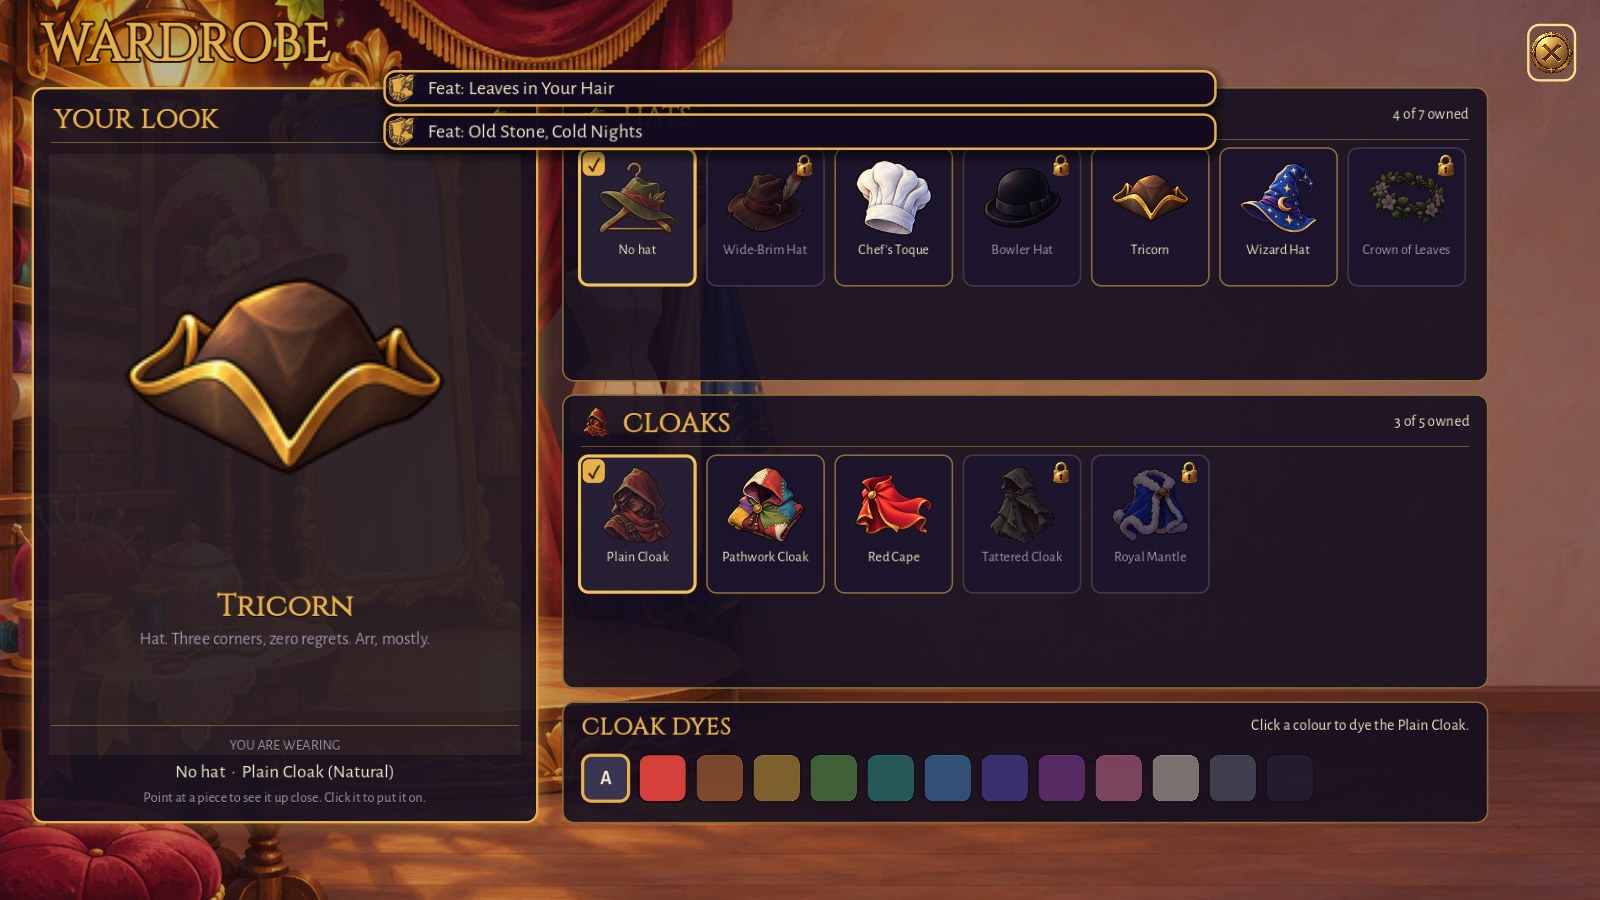 WARDROBE
Feat: Leaves in Your Hair
Feat: Old Stone, Cold Nights
YOUR LOOK
TRICORN
Hat. Three corners, zero regrets. Arr, mostly.
YOU ARE WEARING
No hat · Plain Cloak (Natural)
Point at a piece to see it up close. Click it to put it on.
HATS
4 of 7 owned
No hat
Wide-Brim Hat
Chef's Toque
Bowler Hat
Tricorn
Wizard Hat
Crown of Leaves
CLOAKS
3 of 5 owned
Plain Cloak
Pathwork Cloak
Red Cape
Tattered Cloak
Royal Mantle
CLOAK DYES
Click a colour to dye the Plain Cloak.
A